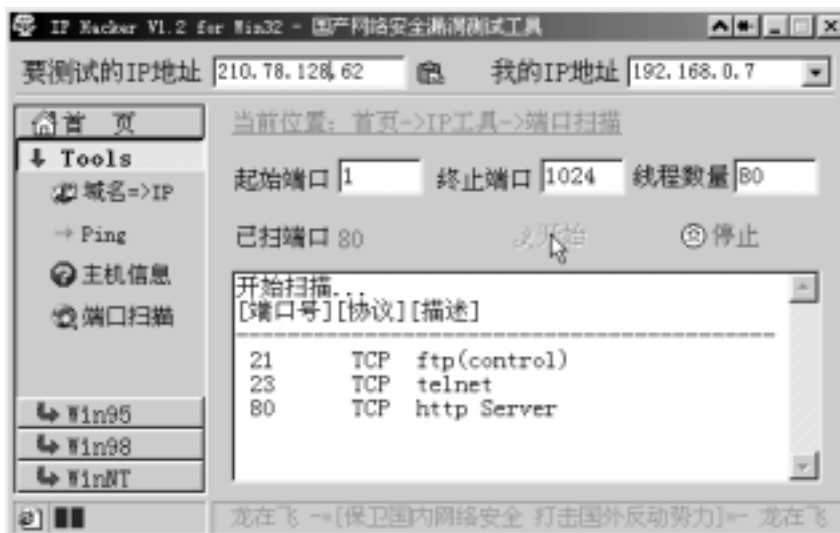 IP Hacker V1.2 for Win32 - 国产网络安全漏洞测试工具
要测试的IP地址 210.78.128.62 我的IP地址 192.168.0.7
首 页
Tools
域名=>IP
Ping
主机信息
端口扫描
Win95
Win98
WinNT
当前位置: 首页->IP工具->端口扫描
起始端口 1 终止端口 1024 线程数量 80
已扫端口 80 开始 停止
开始扫描...
[端口号][协议][描述]
21 TCP ftp(control)
23 TCP telnet
80 TCP http Server
龙在飞 -=[保卫国内网络安全 打击国外反动势力]=- 龙在飞